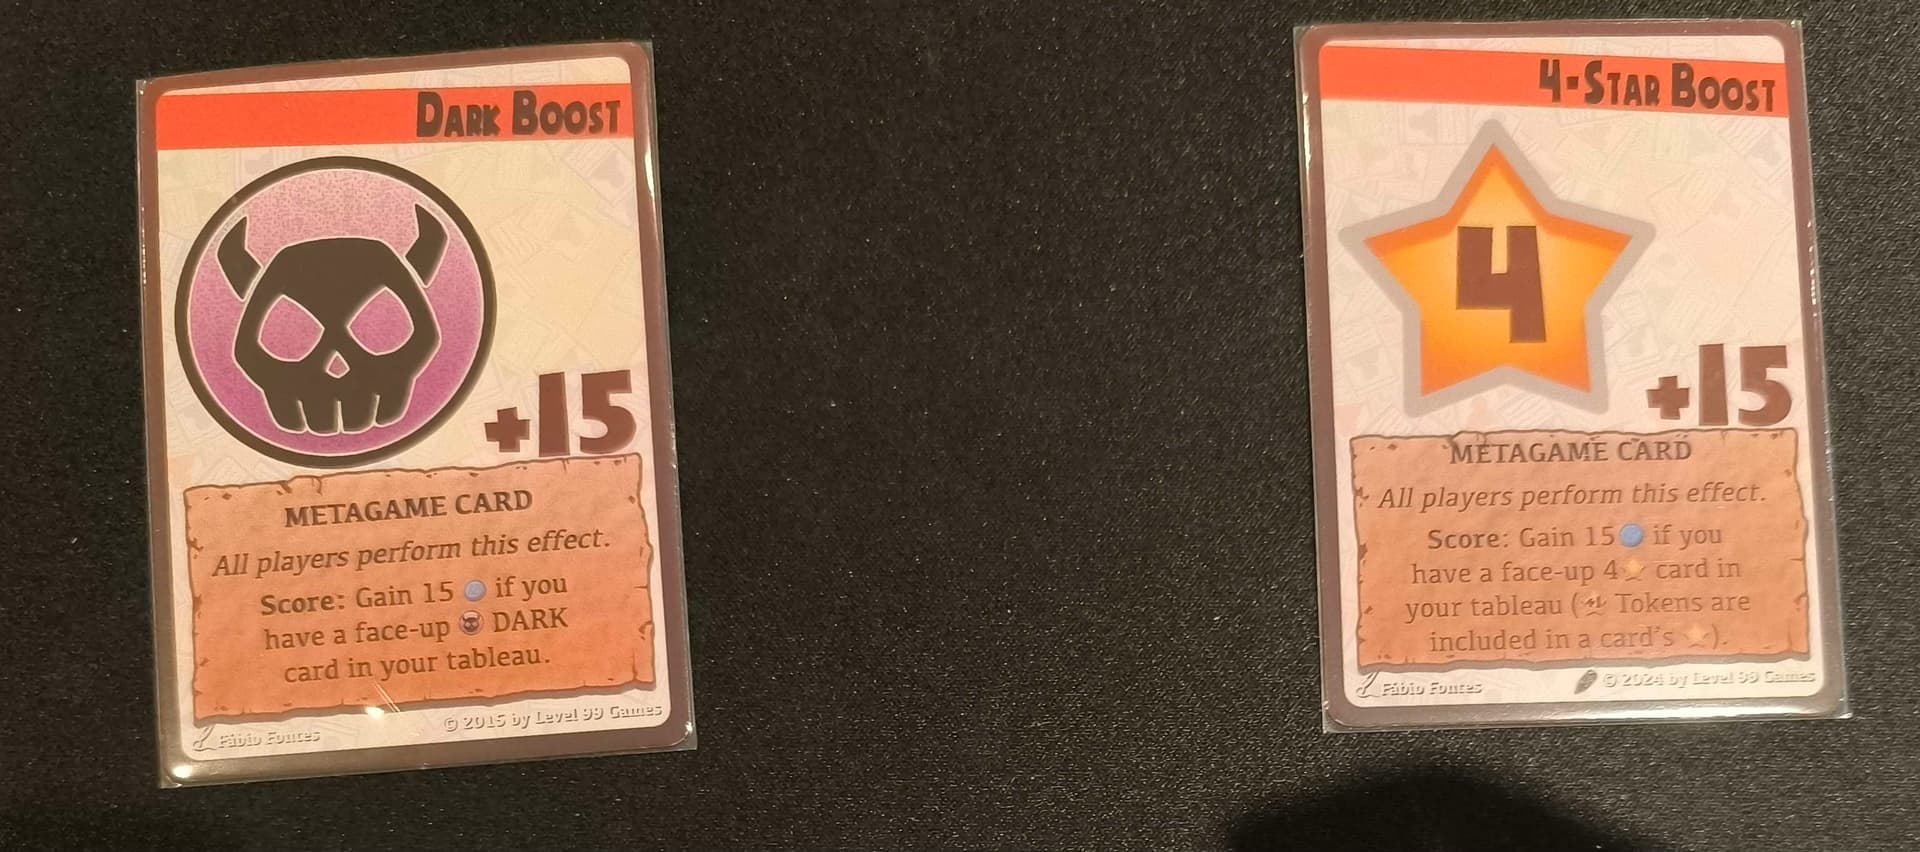 DARK BOOST
+15
METAGAME CARD
All players perform this effect.
Score: Gain 15 if you
have a face-up DARK
card in your tableau.
Fábio Fontes
© 2015 by Level 99 Games
4-STAR BOOST
4
+15
METAGAME CARD
All players perform this effect.
Score: Gain 15 if you
have a face-up 4 card in
your tableau (+1 Tokens are
included in a card's ).
Fábio Fontes
© 2024 by Level 99 Games